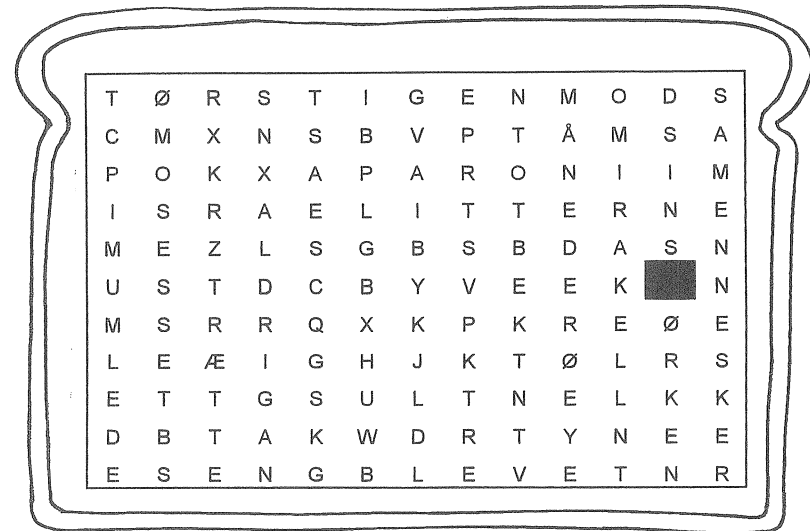 T Ø R S T I G E N M O D S
C M X N S B V P T Å M S A
P O K X A P A R O N I I M
I S R A E L I T T E R N E
M E Z L S G B S B D A S N
U S T D C B Y V E E K N
M S R R Q X K P K R E Ø E
L E Æ I G H J K T Ø L R S
E T T G S U L T N E L K K
D B T A K W D R T Y N E E
E S E N G B L E V E T N R